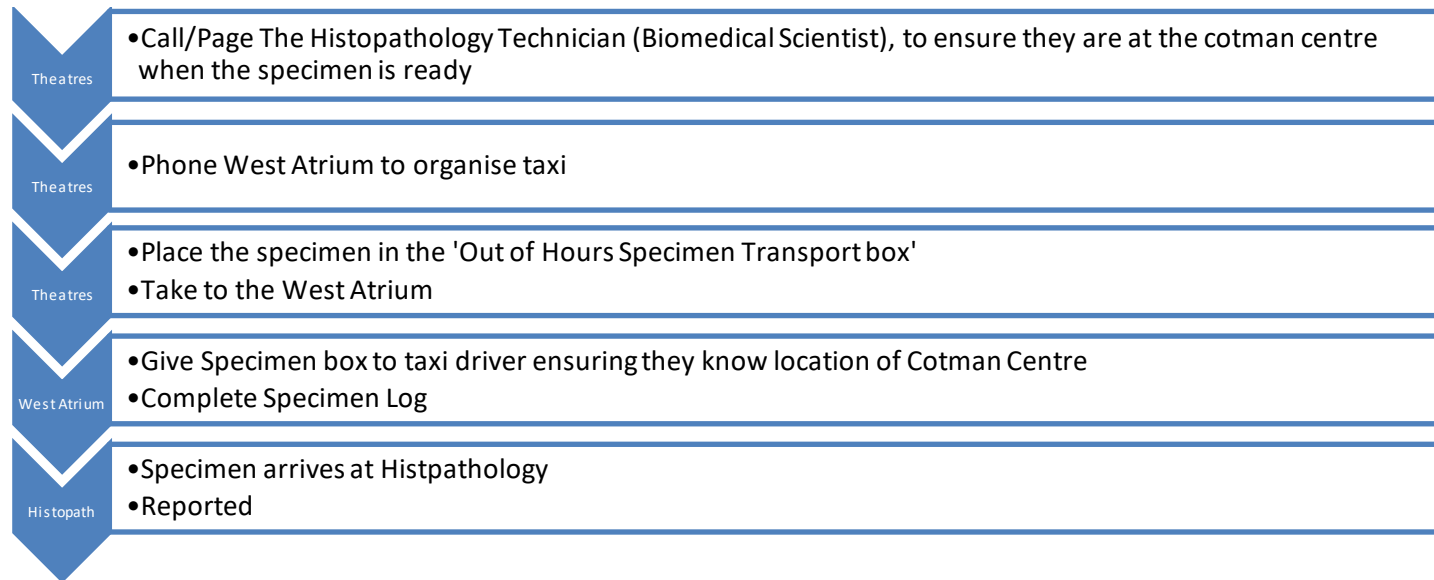 Theatres
•Call/Page The Histopathology Technician (Biomedical Scientist), to ensure they are at the cotman centre
when the specimen is ready
Theatres
•Phone West Atrium to organise taxi
Theatres
•Place the specimen in the 'Out of Hours Specimen Transport box'
•Take to the West Atrium
West Atrium
•Give Specimen box to taxi driver ensuring they know location of Cotman Centre
•Complete Specimen Log
Histopath
•Specimen arrives at Histpathology
•Reported